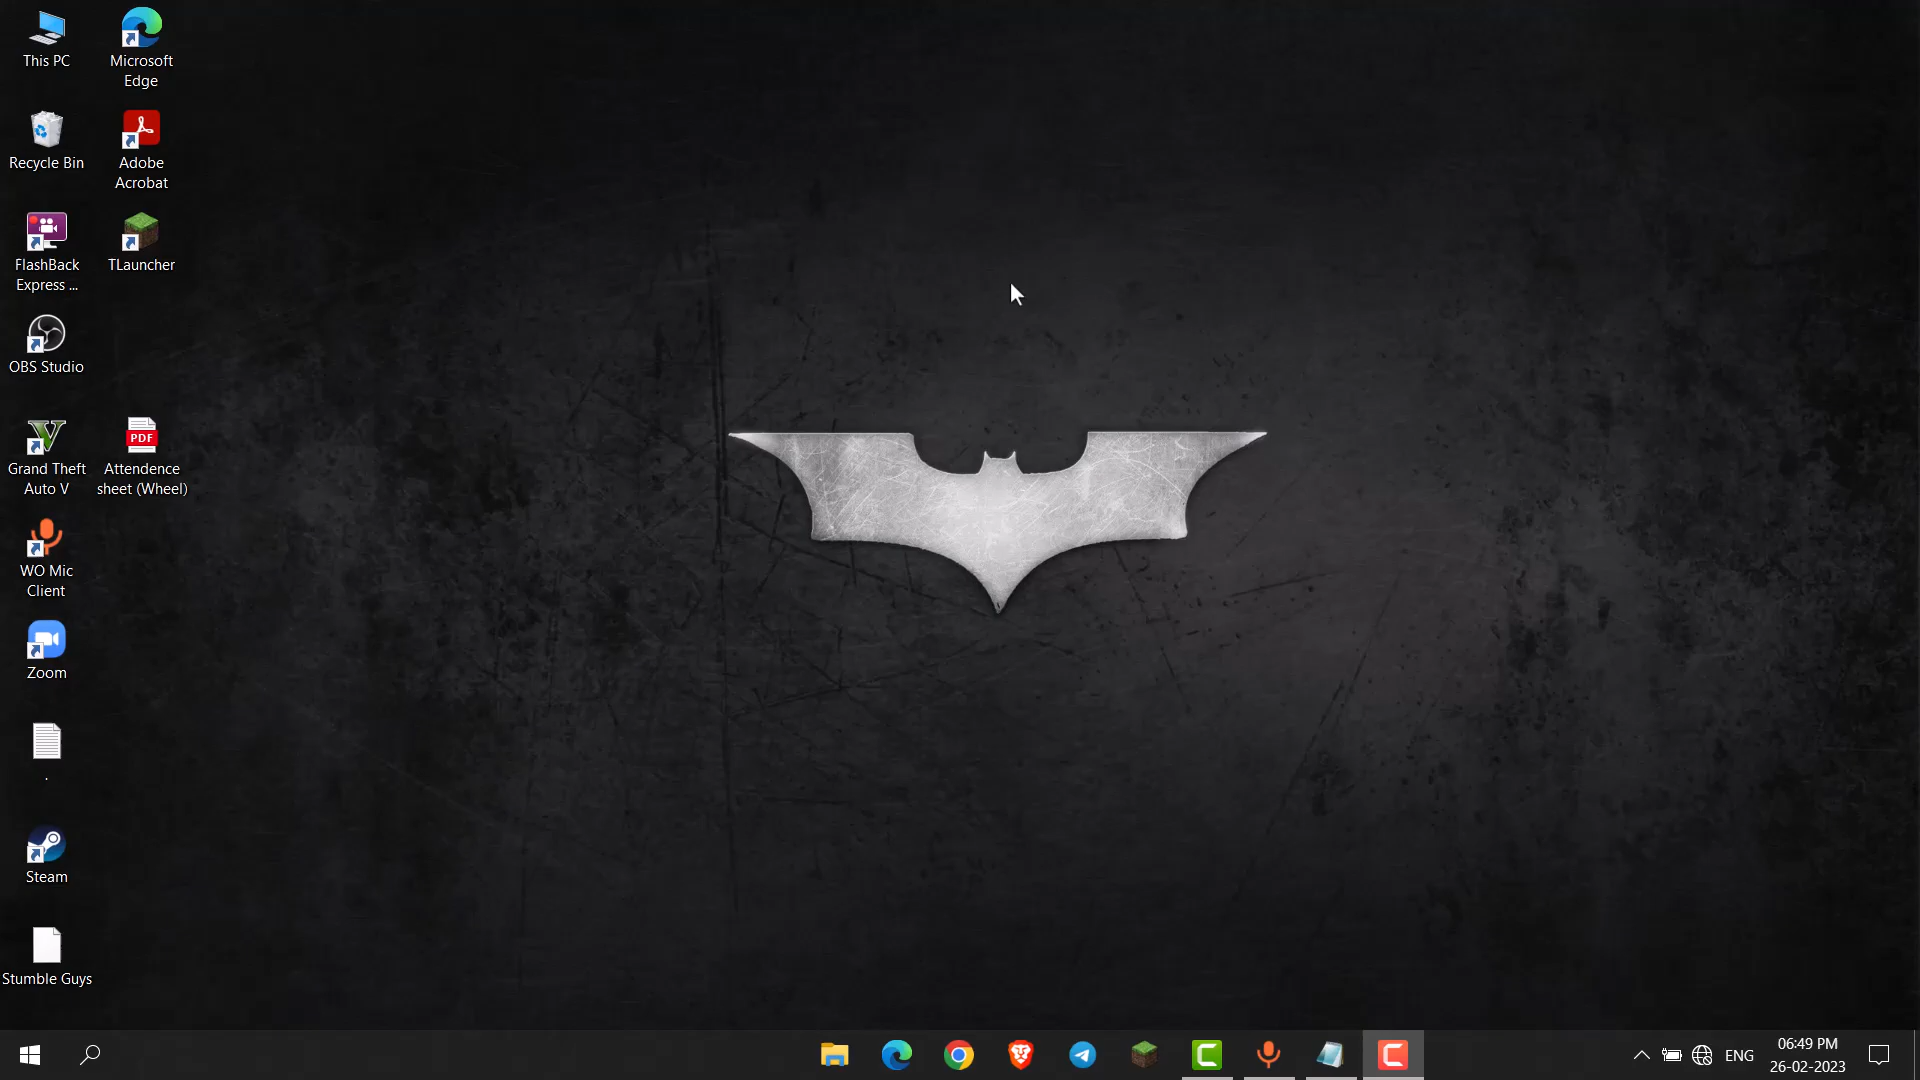 This PC
Microsoft
Edge
Recycle Bin
Adobe
Acrobat
FlashBack
Express ...
TLauncher
OBS Studio
Grand Theft
Auto V
PDF
Attendence
sheet (Wheel)
WO Mic
Client
Zoom
.
Steam
Stumble Guys
ENG
06:49 PM
26-02-2023